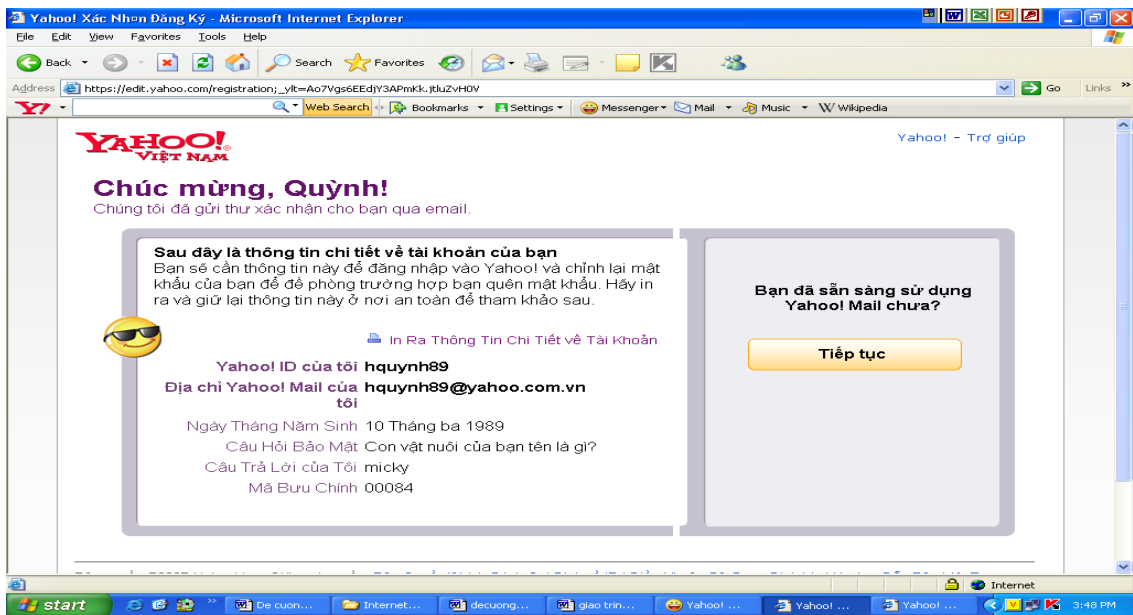 Yahoo! Xác Nh¤n Đăng Ký - Microsoft Internet Explorer
File Edit View Favorites Tools Help
Back Search Favorites
Address https://edit.yahoo.com/registration;_ylt=Ao7Vgs6EEdjY3APmKk.jtluZvH0V Go Links »
Y! Web Search Bookmarks Settings Messenger Mail Music W Wikipedia
YAHOO!
VIỆT NAM
Yahoo! - Trợ giúp
Chúc mừng, Quỳnh!
Chúng tôi đã gửi thư xác nhận cho bạn qua email.
Sau đây là thông tin chi tiết về tài khoản của bạn
Bạn sẽ cần thông tin này để đăng nhập vào Yahoo! và chỉnh lại mật
khẩu của bạn để đề phòng trường hợp bạn quên mật khẩu. Hãy in
ra và giữ lại thông tin này ở nơi an toàn để tham khảo sau.
In Ra Thông Tin Chi Tiết về Tài Khoản
Yahoo! ID của tôi hquynh89
Địa chỉ Yahoo! Mail của hquynh89@yahoo.com.vn
tôi
Ngày Tháng Năm Sinh 10 Tháng ba 1989
Câu Hỏi Bảo Mật Con vật nuôi của bạn tên là gì?
Câu Trả Lời của Tôi micky
Mã Bưu Chính 00084
Bạn đã sẵn sàng sử dụng
Yahoo! Mail chưa?
Tiếp tục
Internet
start » De cuon... Internet... decuong... giao trin... Yahoo! ... Yahoo! ... Yahoo! ... 3:48 PM